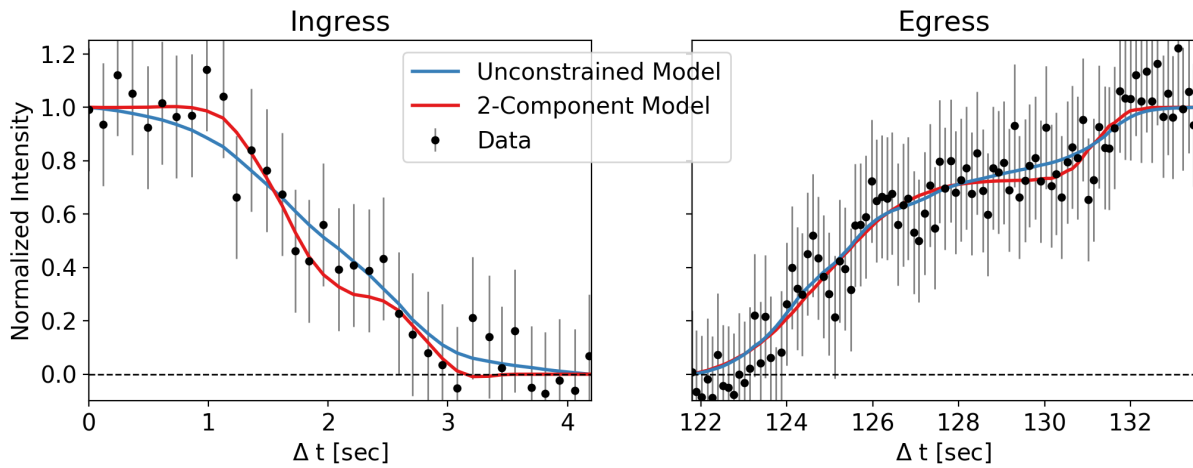 Ingress
Egress
Normalized Intensity
1.2
1.0
0.8
0.6
0.4
0.2
0.0
Unconstrained Model
2-Component Model
Data
0 1 2 3 4
122 124 126 128 130 132
Δ t [sec]
Δ t [sec]